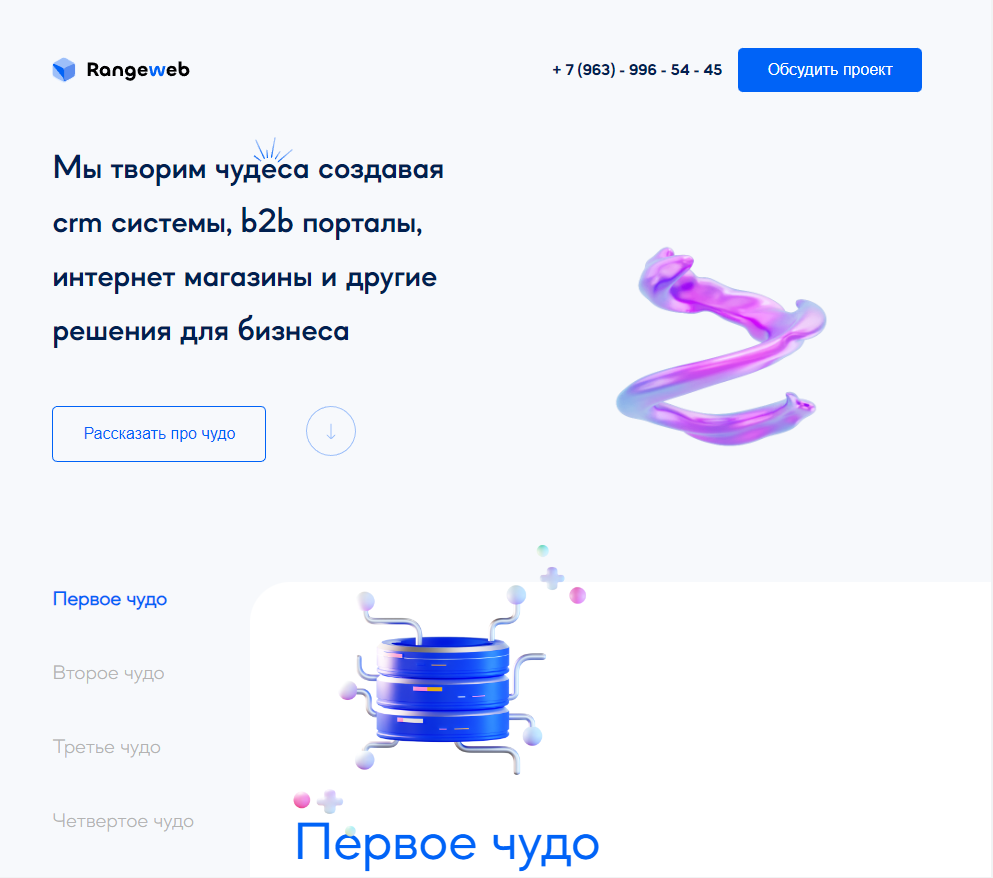 Rangeweb
+ 7 (963) - 996 - 54 - 45
Обсудить проект
Мы творим чудеса создавая
crm системы, b2b порталы,
интернет магазины и другие
решения для бизнеса
Рассказать про чудо
Первое чудо
Второе чудо
Третье чудо
Четвертое чудо
Первое чудо